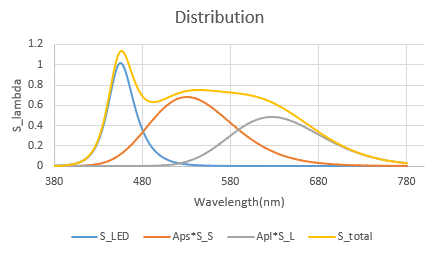 Distribution
1.2
1
0.8
0.6
0.4
0.2
0
S_lambda
380 480 580 680 780
Wavelength(nm)
S_LED Aps*S_S Apl*S_L S_total